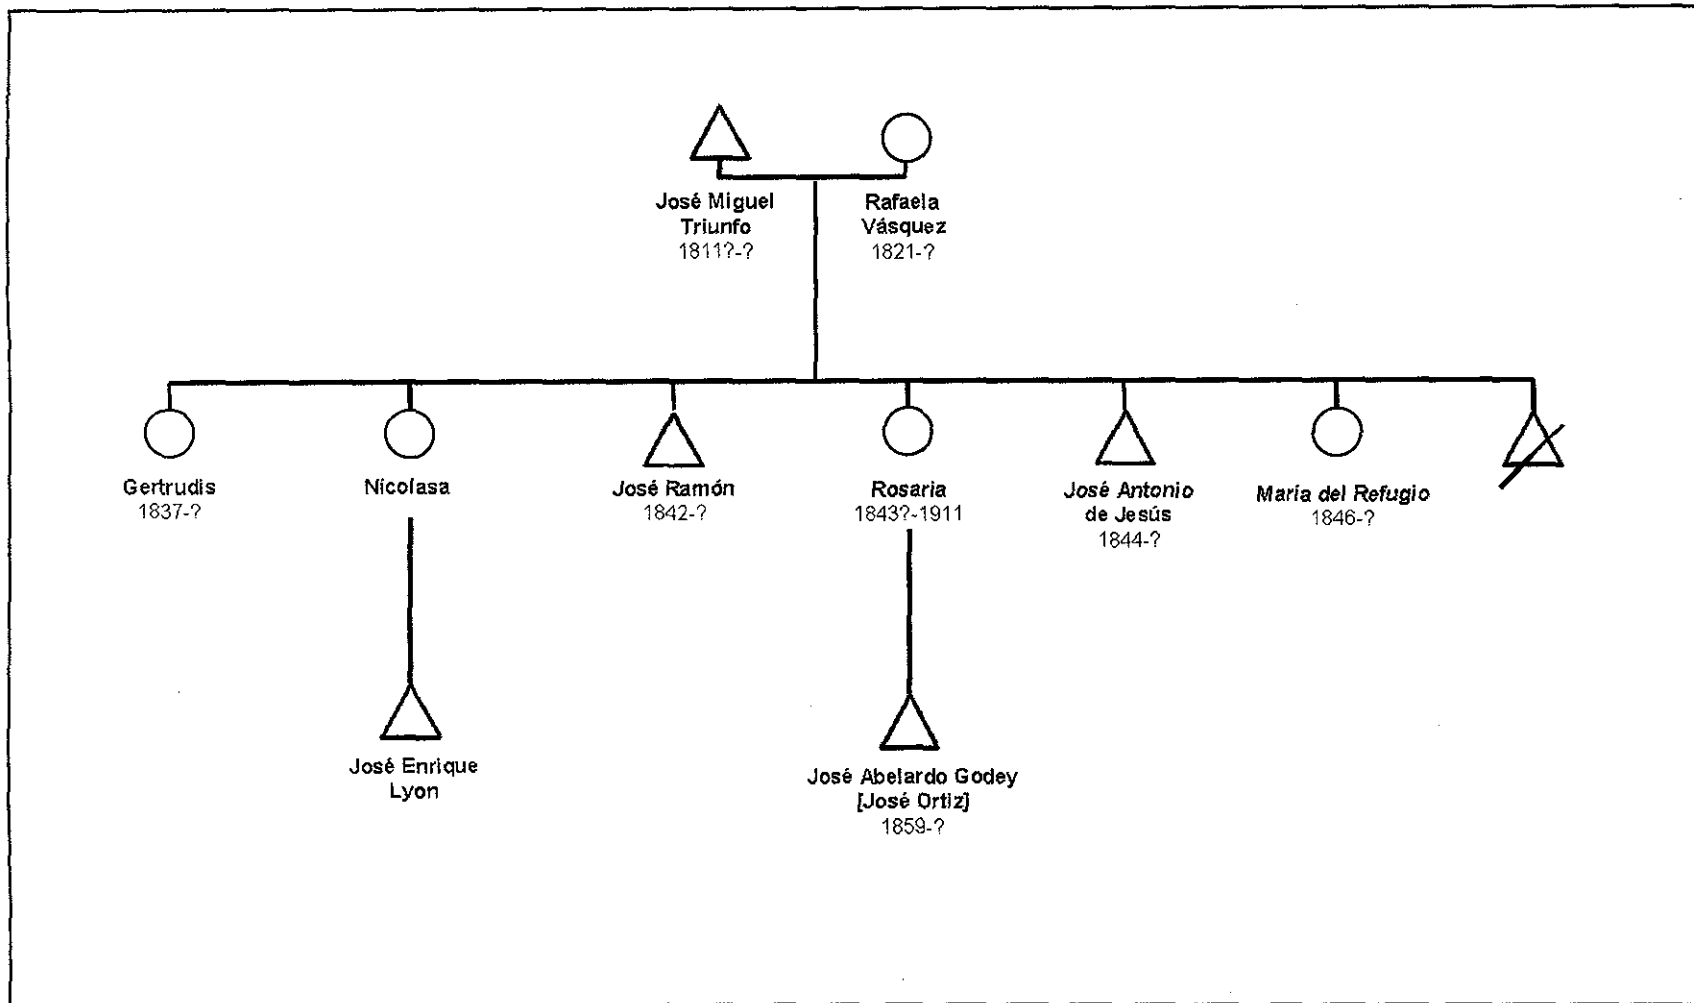 José Miguel
Triunfo
1811?-?
Rafaela
Vásquez
1821-?
Gertrudis
1837-?
Nicolasa
José Ramón
1842-?
Rosaria
1843?-1911
José Antonio
de Jesús
1844-?
María del Refugio
1846-?
José Enrique
Lyon
José Abelardo Godey
[José Ortiz]
1859-?